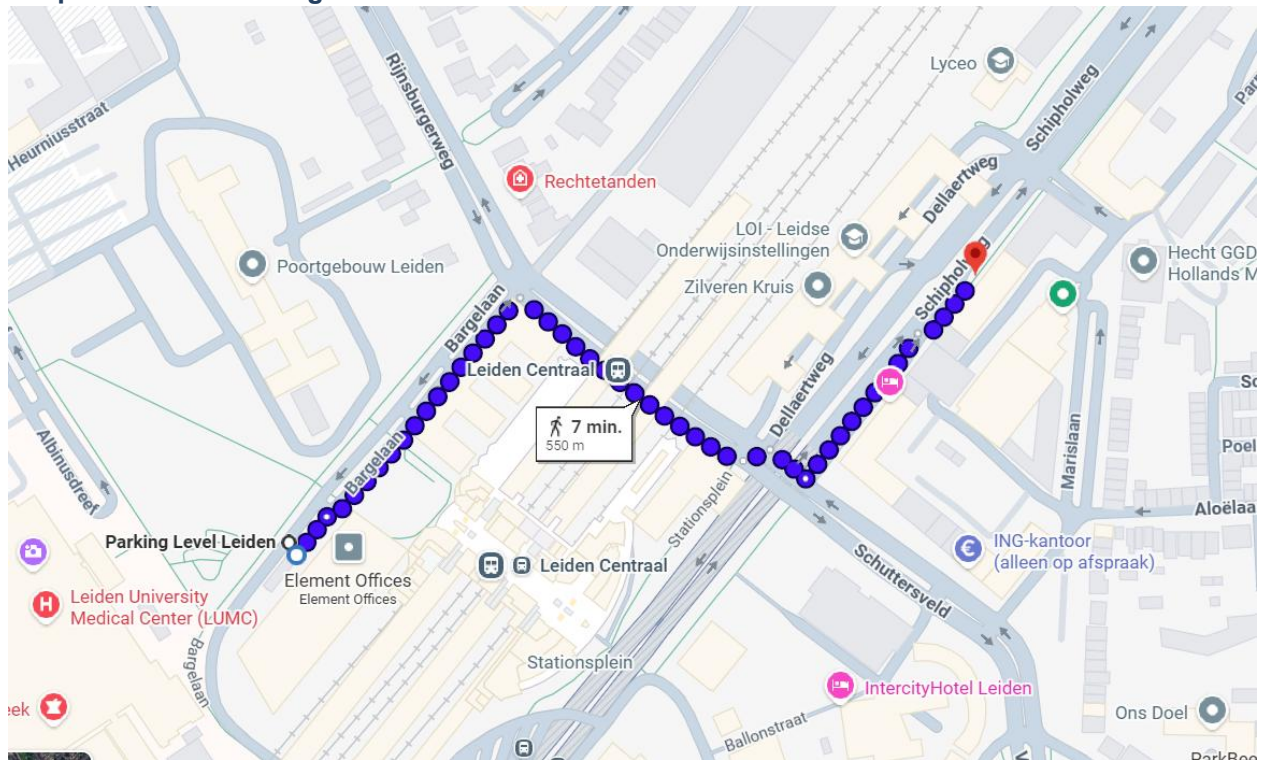 Lyceo
Schipholweg
Heurniusstraat
Rijnsburgerweg
Rechtetanden
Dellaertweg
LOI - Leidse
Onderwijsinstellingen
Hecht GGD
Hollands M
Poortgebouw Leiden
Zilveren Kruis
Schipholweg
Bargelaan
Leiden Centraal
Dellaertweg
7 min.
550 m
Marislaan
Poel
Albinusdreef
Bargelaan
Aloëlaa
Stationsplein
Parking Level Leiden
ING-kantoor
(alleen op afspraak)
Element Offices
Element Offices
Leiden Centraal
Schuttersveld
Leiden University
Medical Center (LUMC)
Bargelaan
Stationsplein
IntercityHotel Leiden
eek
Ons Doel
Ballonstraat